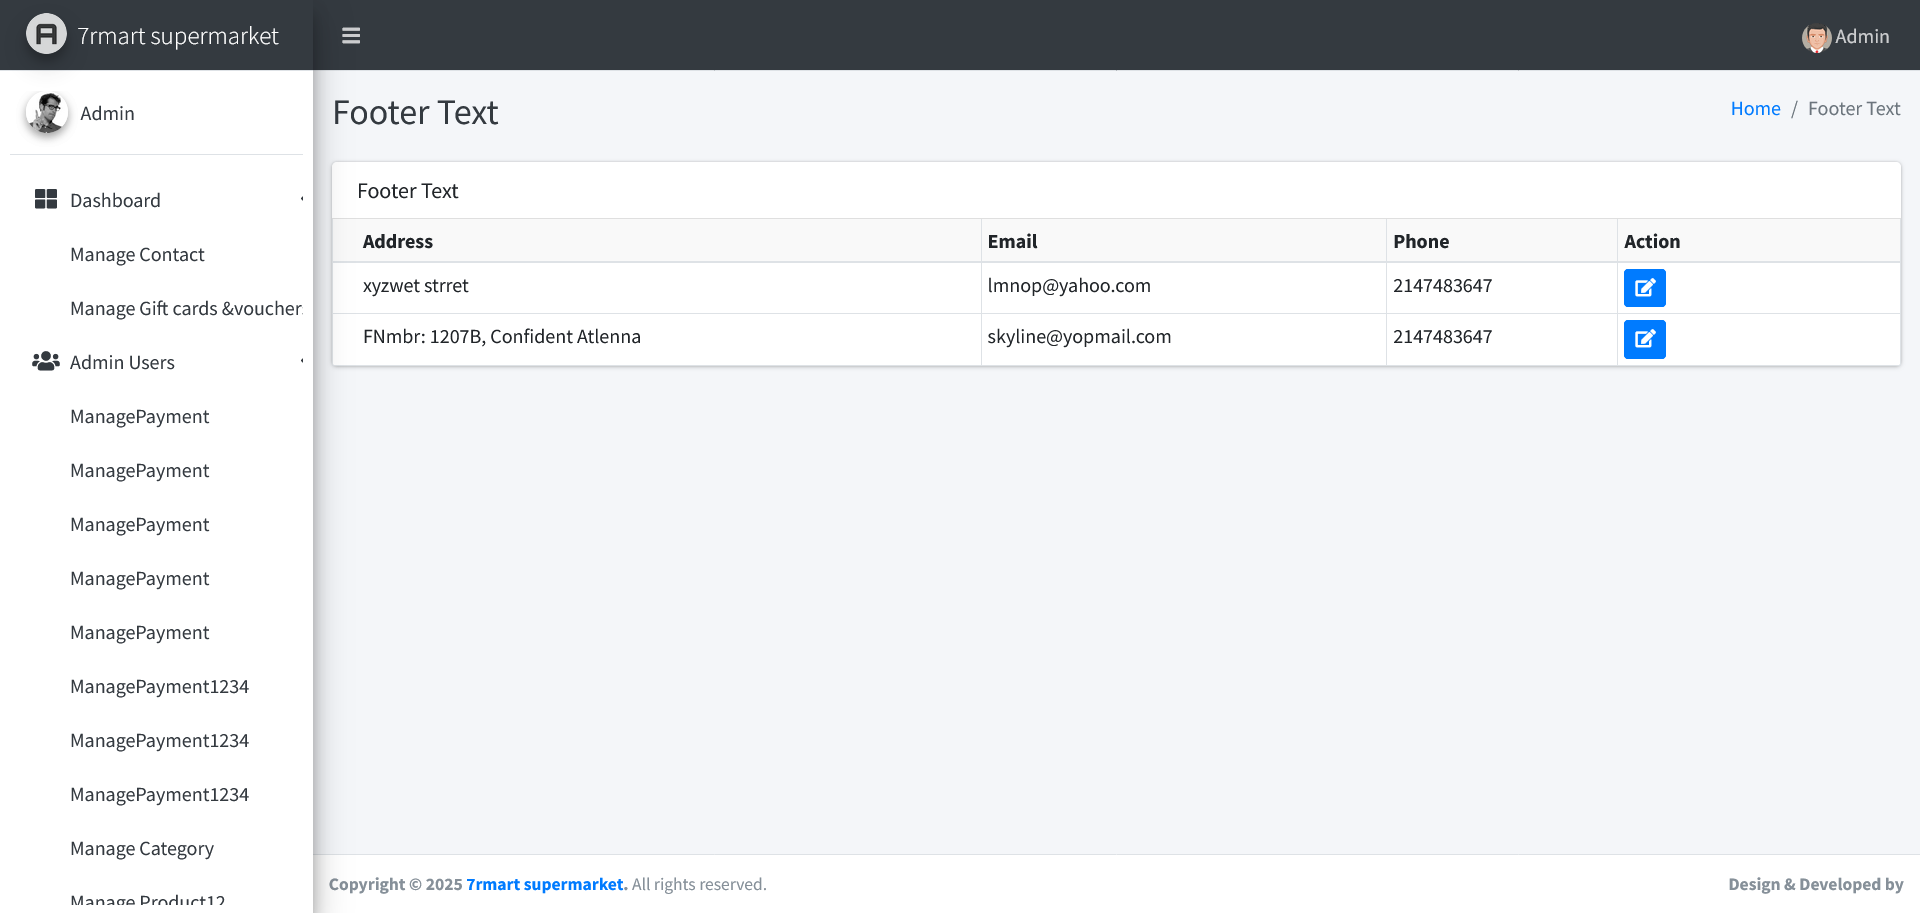 7rmart supermarket
Admin
Admin
Dashboard
Manage Contact
Manage Gift cards &voucher
Admin Users
ManagePayment
ManagePayment
ManagePayment
ManagePayment
ManagePayment
ManagePayment1234
ManagePayment1234
ManagePayment1234
Manage Category
Manage Product12
Footer Text
Home / Footer Text
Footer Text
Address Email Phone Action
xyzwet strret lmnop@yahoo.com 2147483647
FNmbr: 1207B, Confident Atlenna skyline@yopmail.com 2147483647
Copyright © 2025 7rmart supermarket. All rights reserved.
Design & Developed by